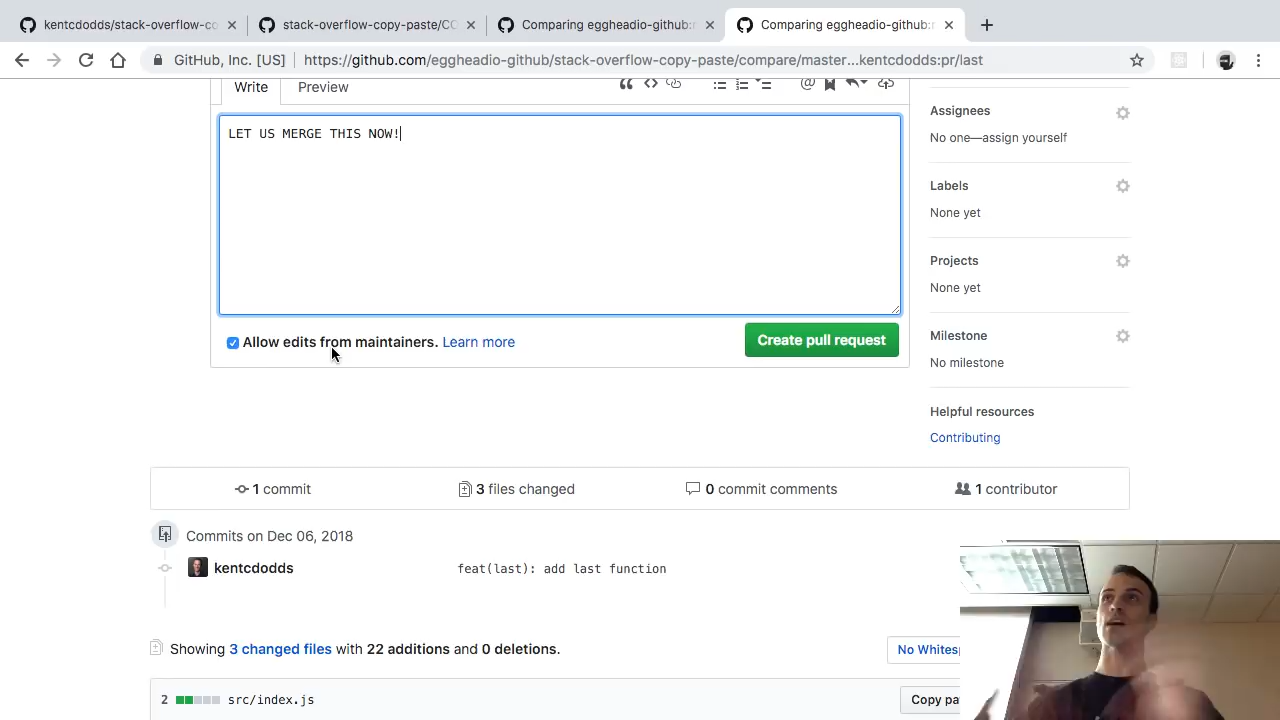 kentcdodds/stack-overflow-co
stack-overflow-copy-paste/CO
Comparing eggheadio-github:
Comparing eggheadio-github:
GitHub, Inc. [US]
https://github.com/eggheadio-github/stack-overflow-copy-paste/compare/master...kentcdodds:pr/last
Write
Preview
LET US MERGE THIS NOW!
Allow edits from maintainers. Learn more
Create pull request
Assignees
No one—assign yourself
Labels
None yet
Projects
None yet
Milestone
No milestone
Helpful resources
Contributing
1 commit
3 files changed
0 commit comments
1 contributor
Commits on Dec 06, 2018
kentcdodds
feat(last): add last function
Showing 3 changed files with 22 additions and 0 deletions.
No Whitesp
2
src/index.js
Copy pa